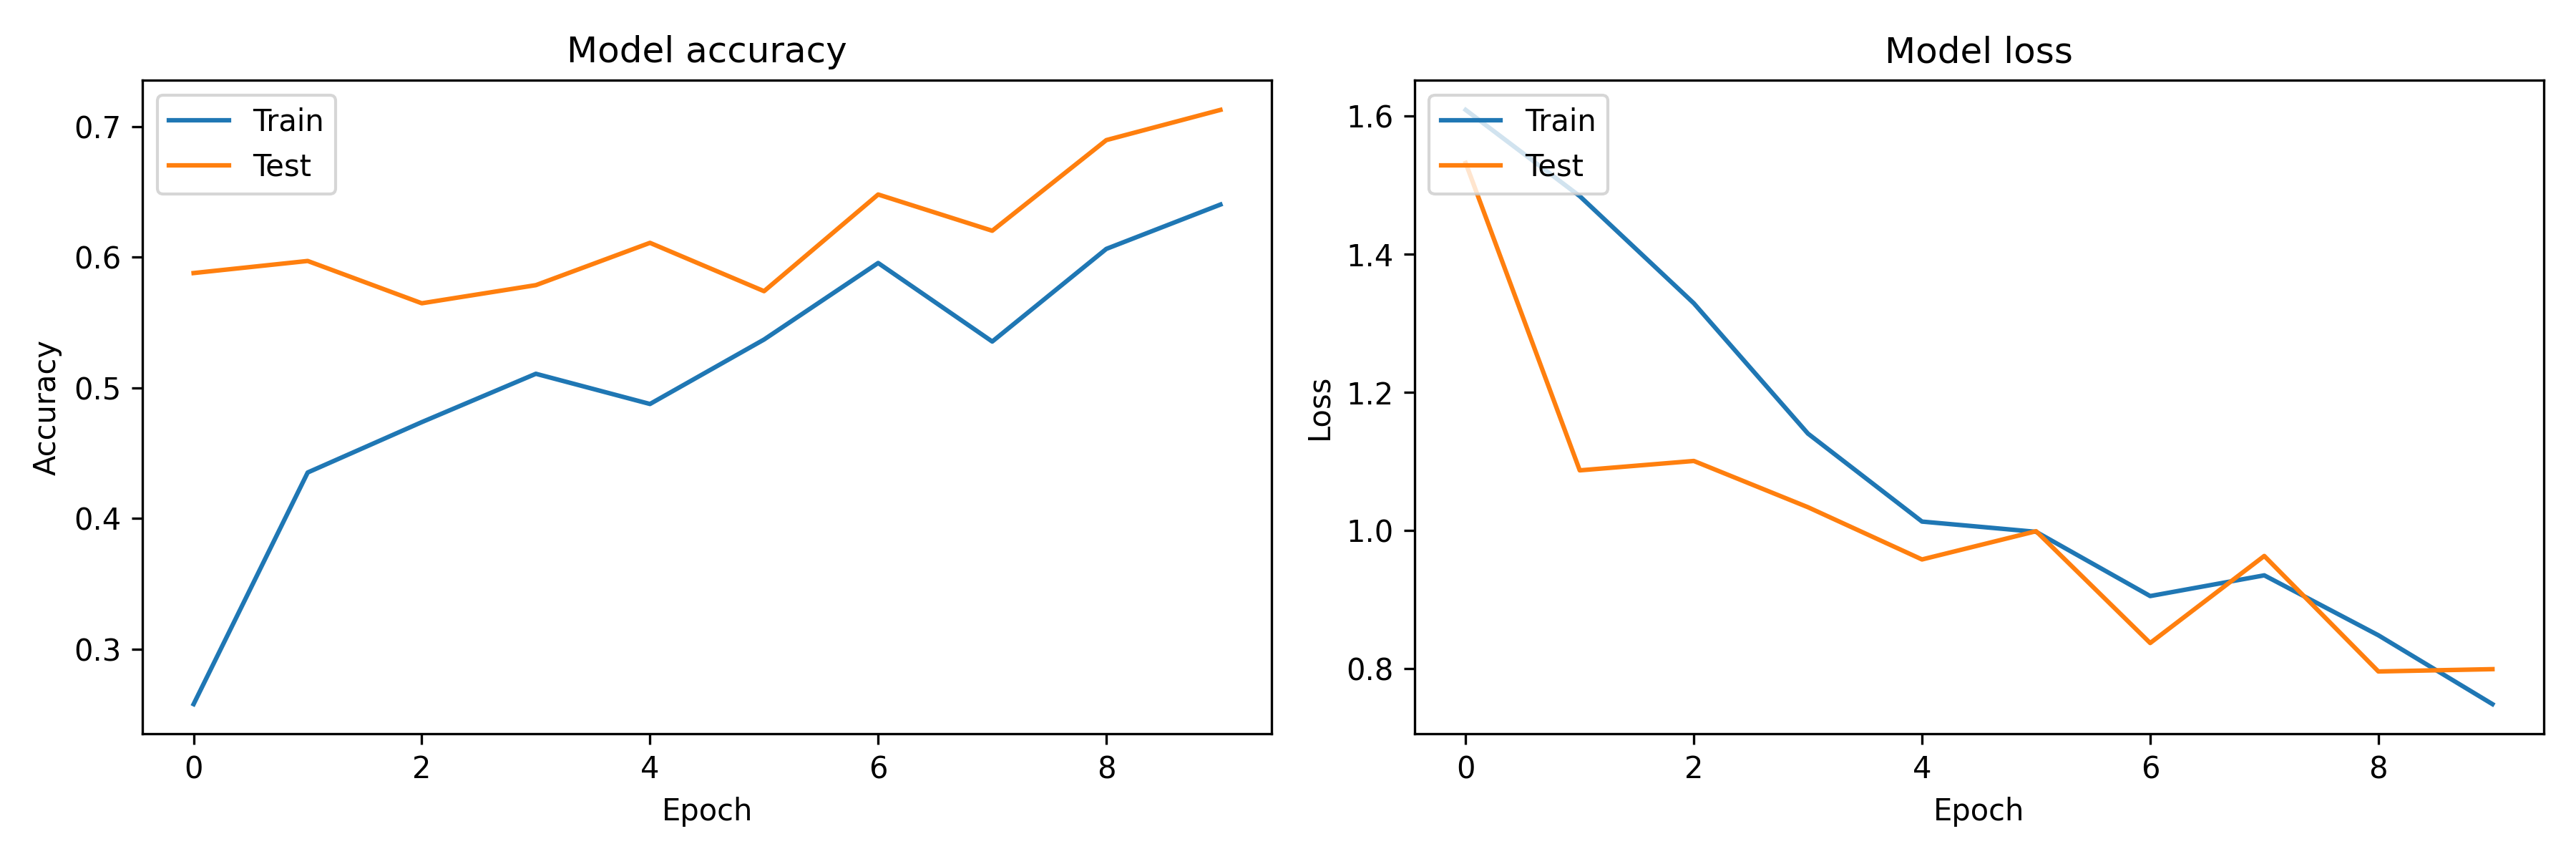 Model accuracy
Train
Test
0.7
0.6
0.5
0.4
0.3
Accuracy
0 2 4 6 8
Epoch
Model loss
Train
Test
1.6
1.4
1.2
1.0
0.8
Loss
0 2 4 6 8
Epoch